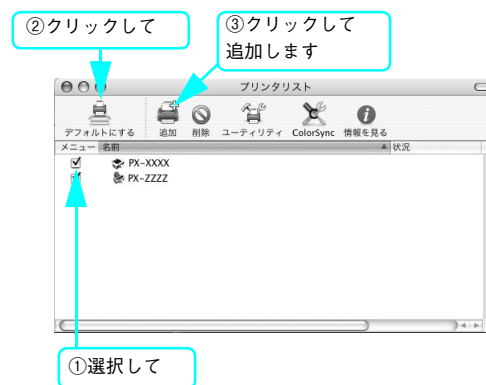 ②クリックして
③クリックして
追加します
プリンタリスト
デフォルトにする 追加 削除 ユーティリティ ColorSync 情報を見る
メニュー 名前 状況
PX-XXXX
PX-ZZZZ
①選択して